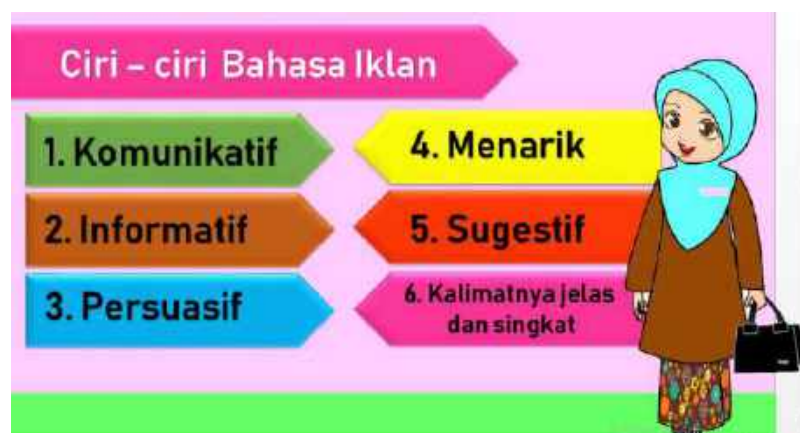 Ciri – ciri Bahasa Iklan
1. Komunikatif
2. Informatif
3. Persuasif
4. Menarik
5. Sugestif
6. Kalimatnya jelas
dan singkat